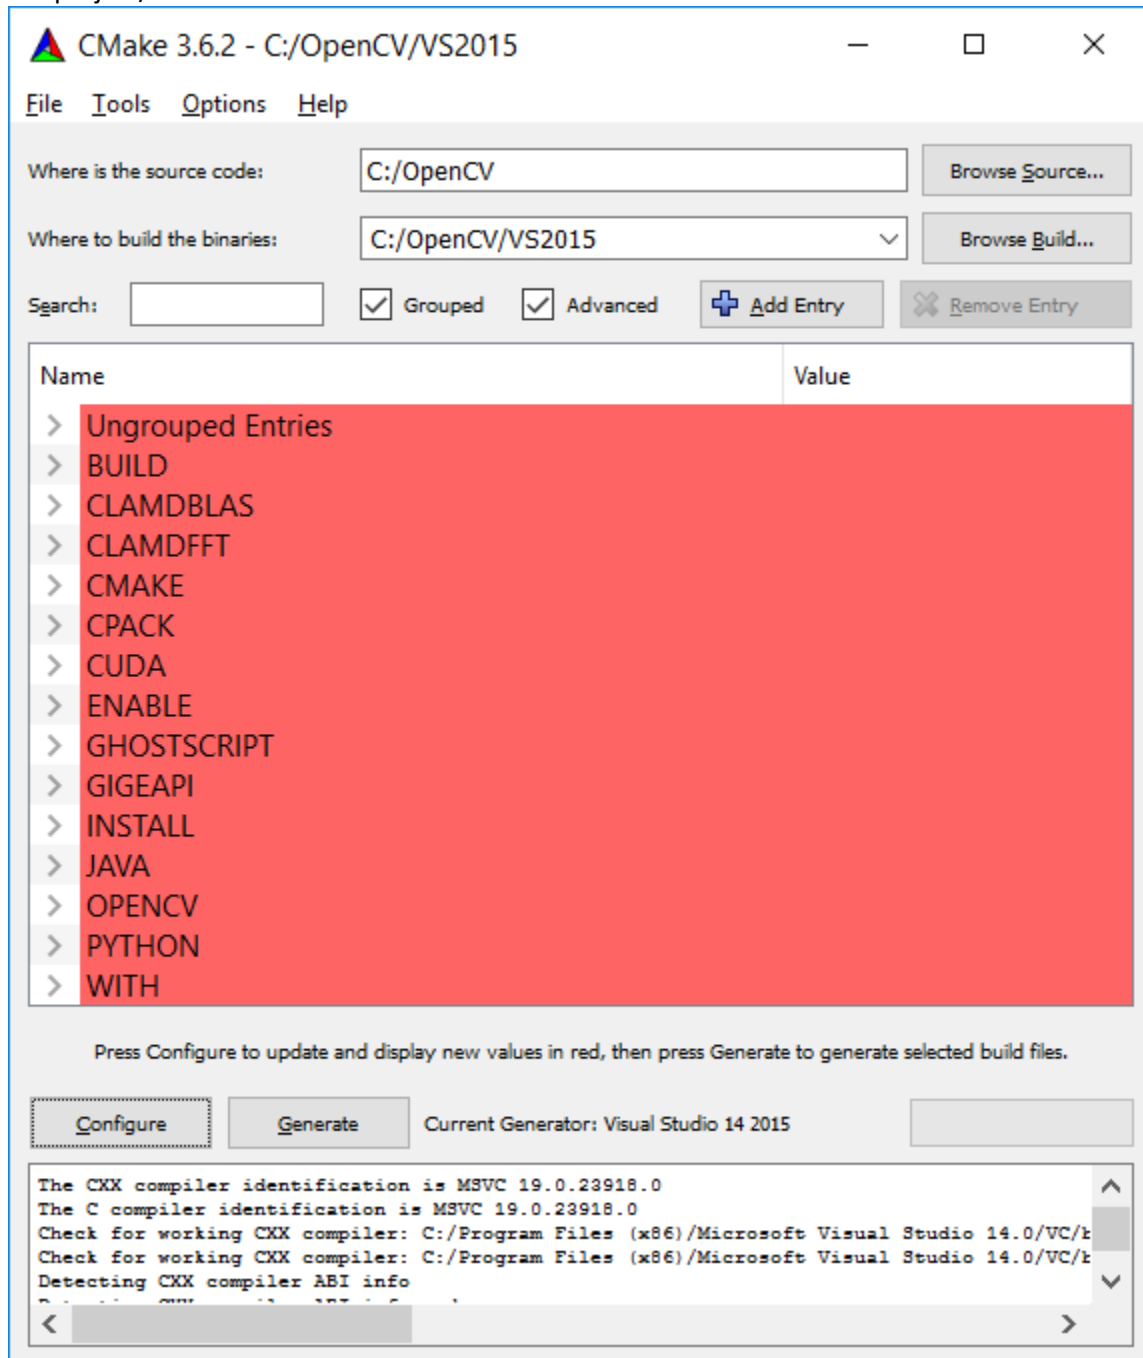 CMake 3.6.2 - C:/OpenCV/VS2015
File Tools Options Help
Where is the source code: C:/OpenCV Browse Source...
Where to build the binaries: C:/OpenCV/VS2015 Browse Build...
Search: Grouped Advanced Add Entry Remove Entry
Name Value
Ungrouped Entries
BUILD
CLAMDBLAS
CLAMDFFT
CMAKE
CPACK
CUDA
ENABLE
GHOSTSCRIPT
GIGEAPI
INSTALL
JAVA
OPENCV
PYTHON
WITH
Press Configure to update and display new values in red, then press Generate to generate selected build files.
Configure Generate Current Generator: Visual Studio 14 2015
The CXX compiler identification is MSVC 19.0.23918.0
The C compiler identification is MSVC 19.0.23918.0
Check for working CXX compiler: C:/Program Files (x86)/Microsoft Visual Studio 14.0/VC/
Check for working CXX compiler: C:/Program Files (x86)/Microsoft Visual Studio 14.0/VC/
Detecting CXX compiler ABI info